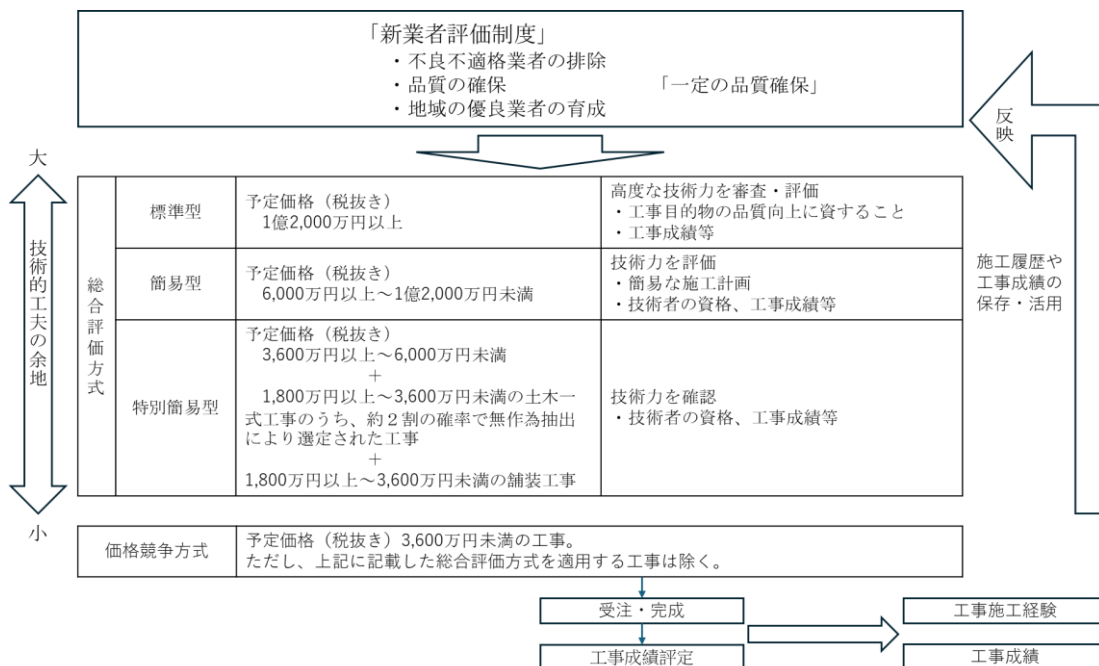 「新業者評価制度」
・不良不適格業者の排除
・品質の確保 「一定の品質確保」
・地域の優良業者の育成
反映
大
技術的工夫の余地
小
総合評価方式
標準型
予定価格（税抜き）
1億2,000万円以上
高度な技術力を審査・評価
・工事目的物の品質向上に資すること
・工事成績等
簡易型
予定価格（税抜き）
6,000万円以上～1億2,000万円未満
技術力を評価
・簡易な施工計画
・技術者の資格、工事成績等
特別簡易型
予定価格（税抜き）
3,600万円以上～6,000万円未満
+
1,800万円以上～3,600万円未満の土木一
式工事のうち、約２割の確率で無作為抽出
により選定された工事
+
1,800万円以上～3,600万円未満の舗装工事
技術力を確認
・技術者の資格、工事成績等
施工履歴や
工事成績の
保存・活用
価格競争方式
予定価格（税抜き）3,600万円未満の工事。
ただし、上記に記載した総合評価方式を適用する工事は除く。
受注・完成
工事施工経験
工事成績評定
工事成績